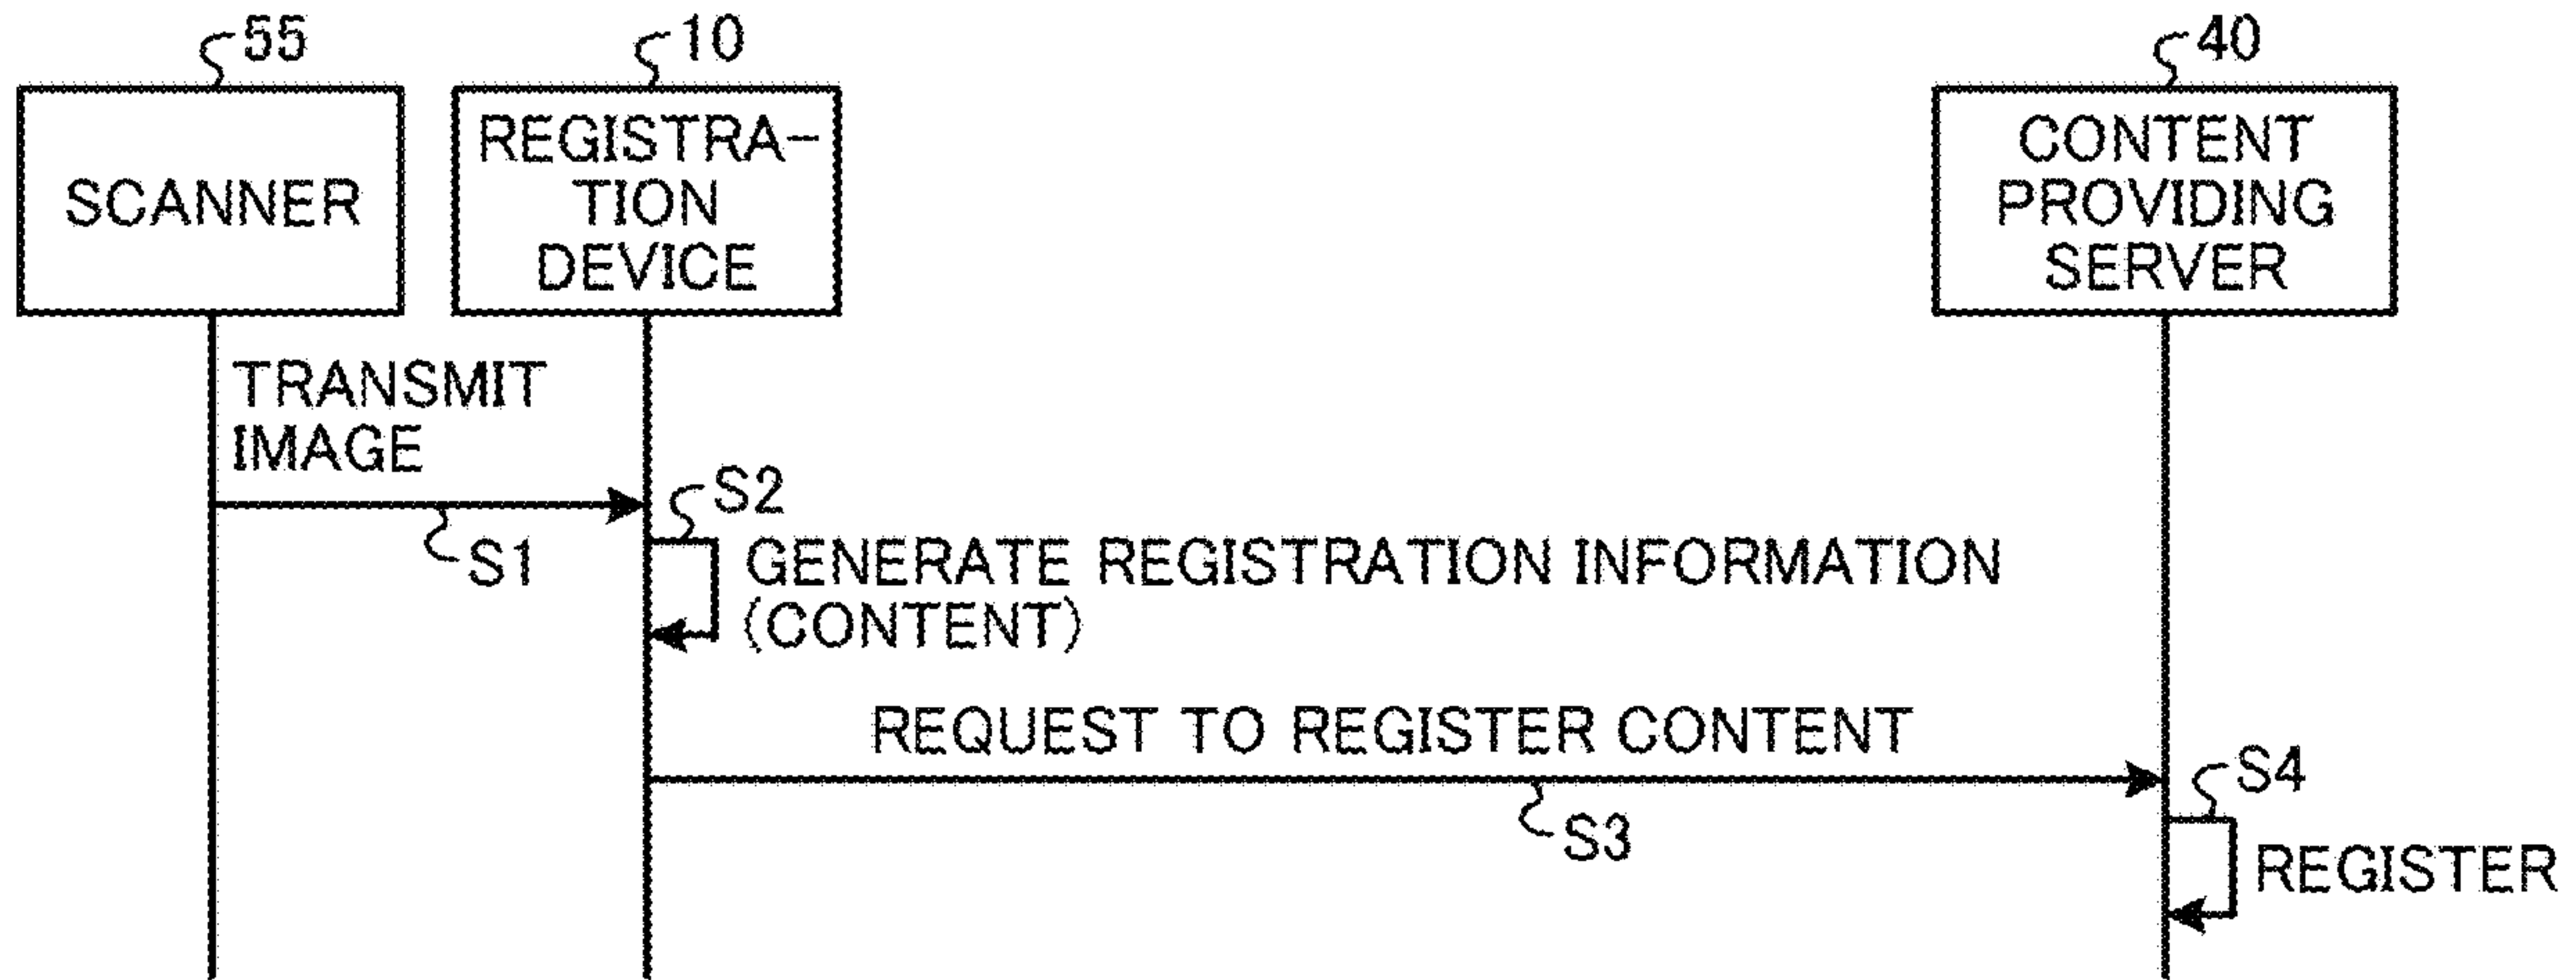 55
10
40
SCANNER
REGISTRA-
TION
DEVICE
CONTENT
PROVIDING
SERVER
TRANSMIT
IMAGE
S1
S2
GENERATE REGISTRATION INFORMATION
(CONTENT)
REQUEST TO REGISTER CONTENT
S3
S4
REGISTER